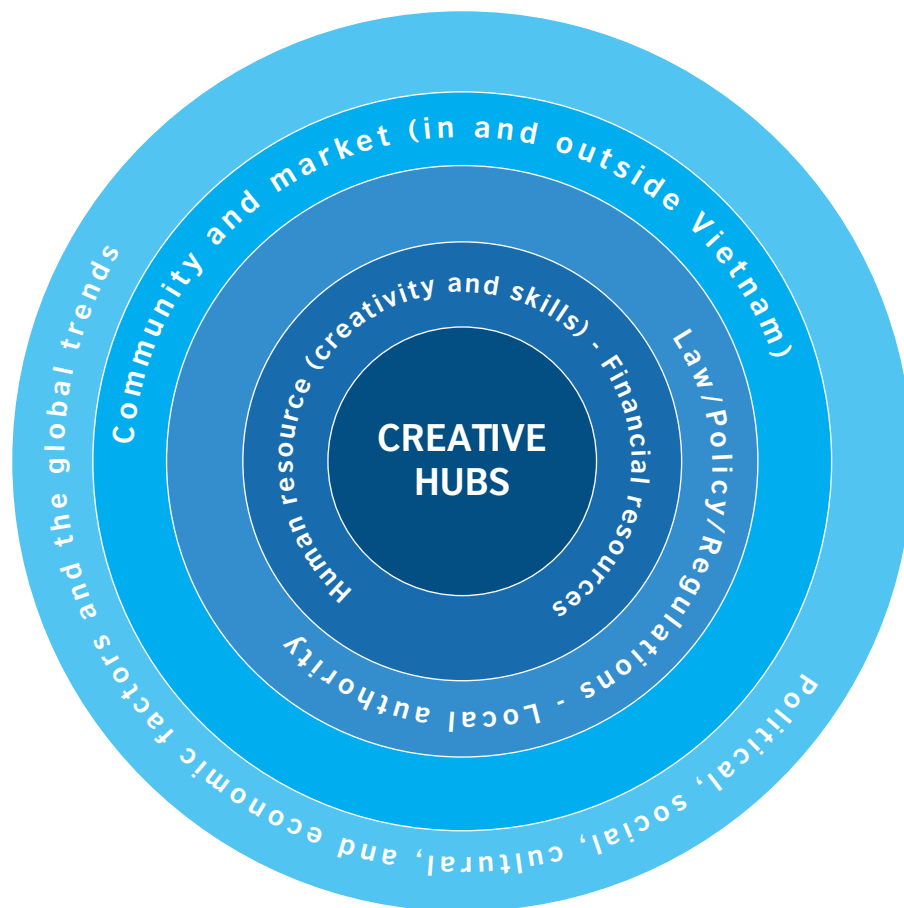 CREATIVE
HUBS
Human resource (creativity and skills) - Financial resources
Law/Policy/Regulations - Local authority
Community and market (in and outside Vietnam)
Political, social, cultural, and economic factors and the global trends